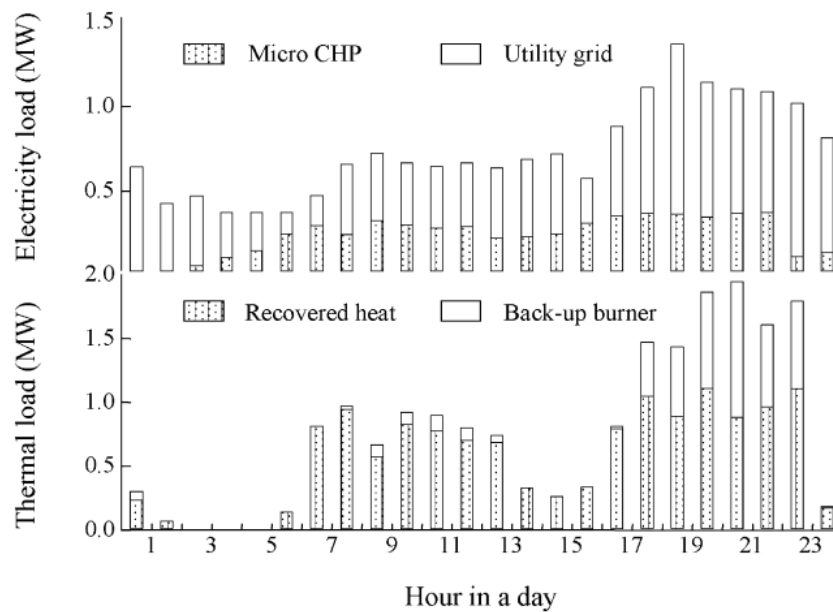 Electricity load (MW)
1.5
1.0
0.5
Micro CHP
Utility grid
Thermal load (MW)
2.0
1.5
1.0
0.5
0.0
Recovered heat
Back-up burner
1 3 5 7 9 11 13 15 17 19 21 23
Hour in a day